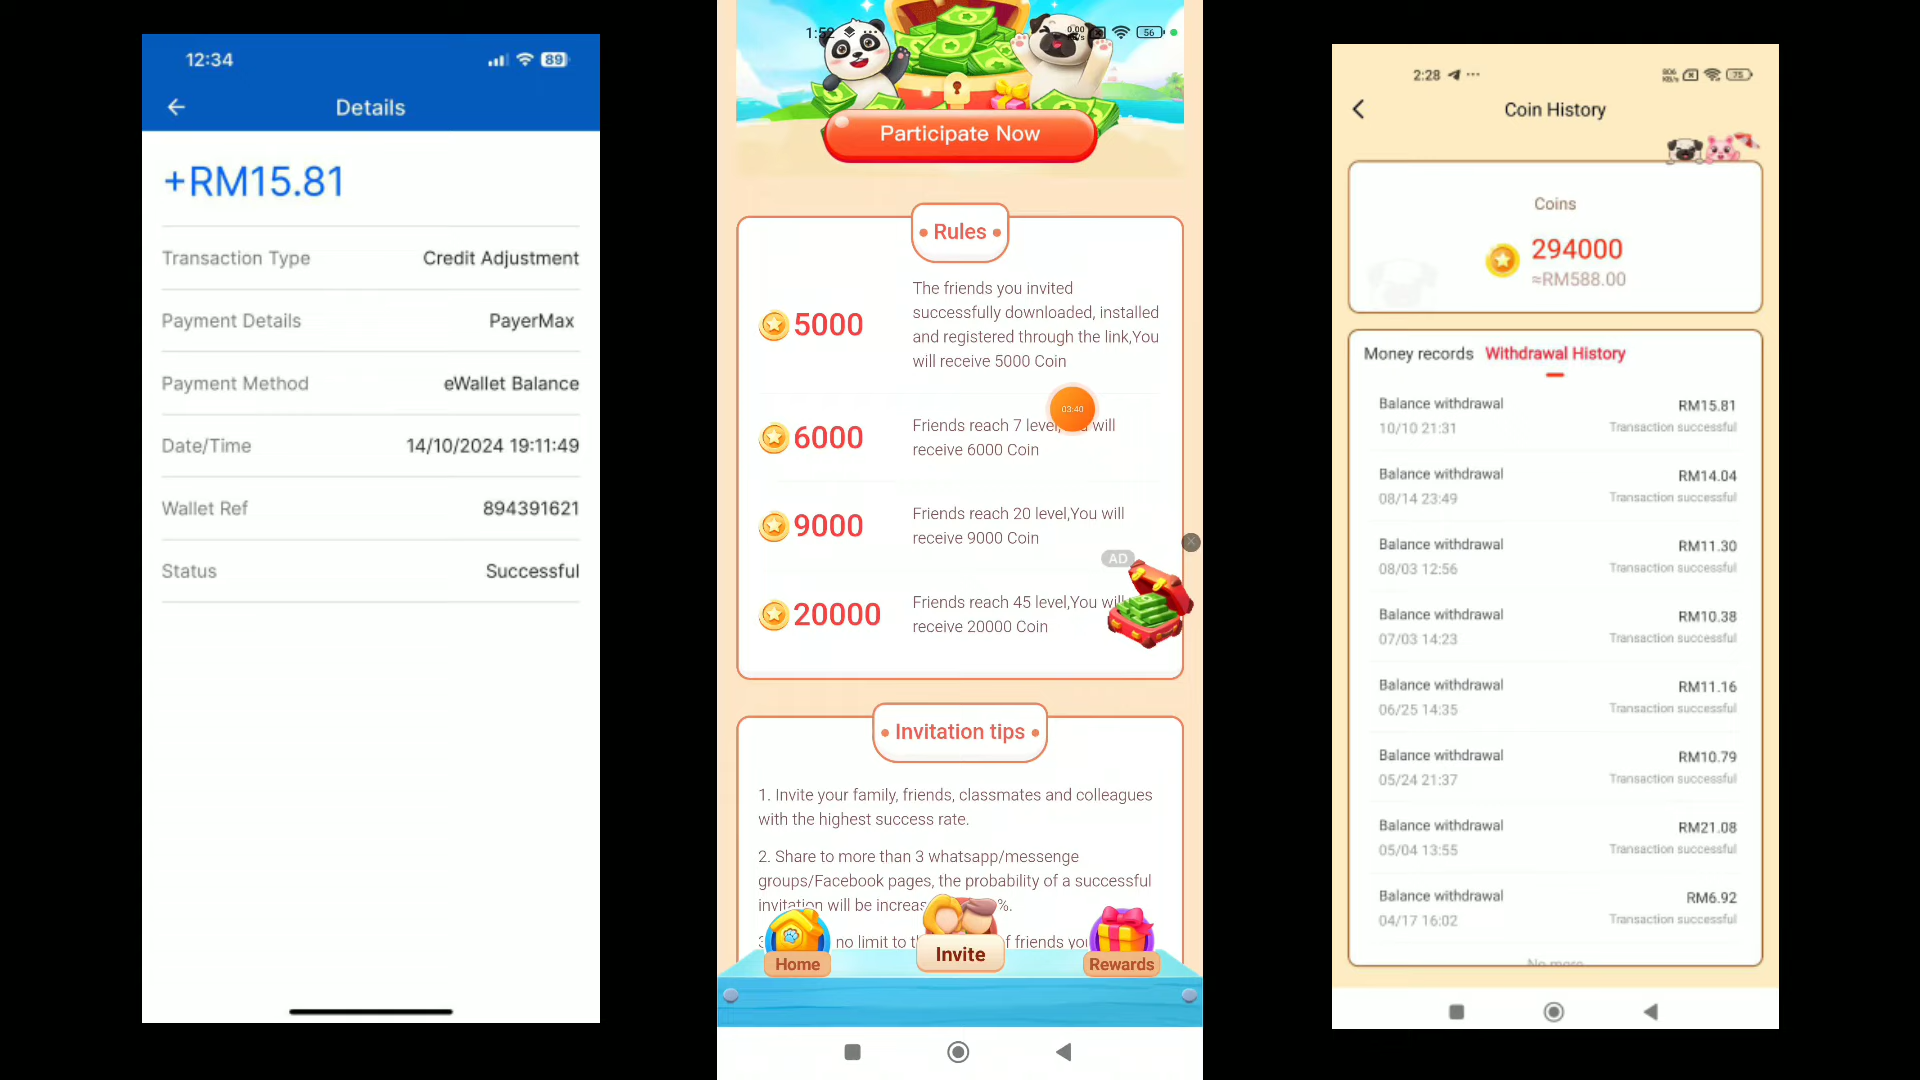 12:34
89
Details
+RM15.81
Transaction Type Credit Adjustment
Payment Details PayerMax
Payment Method eWallet Balance
Date/Time 14/10/2024 19:11:49
Wallet Ref 894391621
Status Successful
56
Participate Now
• Rules •
5000
The friends you invited
successfully downloaded, installed
and registered through the link,You
will receive 5000 Coin
03:40
6000
Friends reach 7 level, will
receive 6000 Coin
9000
Friends reach 20 level,You will
receive 9000 Coin
AD
20000
Friends reach 45 level,You will
receive 20000 Coin
• Invitation tips •
1. Invite your family, friends, classmates and colleagues
with the highest success rate.
2. Share to more than 3 whatsapp/messenge
groups/Facebook pages, the probability of a successful
invitation will be %.
no limit to friends
Home
Invite
Rewards
2:28
75
Coin History
Coins
294000
≈RM588.00
Money records Withdrawal History
Balance withdrawal RM15.81
10/10 21:31 Transaction successful
Balance withdrawal RM14.04
08/14 23:49 Transaction successful
Balance withdrawal RM11.30
08/03 12:56 Transaction successful
Balance withdrawal RM10.38
07/03 14:23 Transaction successful
Balance withdrawal RM11.16
06/25 14:35 Transaction successful
Balance withdrawal RM10.79
05/24 21:37 Transaction successful
Balance withdrawal RM21.08
05/04 13:55 Transaction successful
Balance withdrawal RM6.92
04/17 16:02 Transaction successful
No more